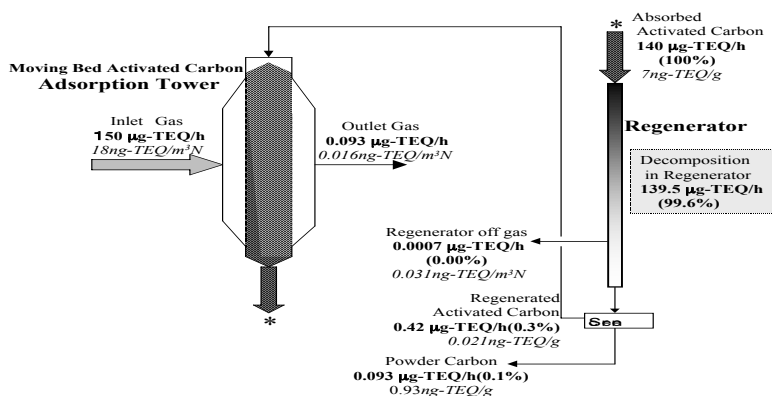 Moving Bed Activated Carbon
Adsorption Tower
Inlet Gas
150 μg-TEQ/h
18ng-TEQ/m³N
Outlet Gas
0.093 μg-TEQ/h
0.016ng-TEQ/m³N
*
*
Absorbed
Activated Carbon
140 μg-TEQ/h
(100%)
7ng-TEQ/g
Regenerator
Decomposition
in Regenerator
139.5 μg-TEQ/h
(99.6%)
Regenerator off gas
0.0007 μg-TEQ/h
(0.00%)
0.031ng-TEQ/m³N
Regenerated
Activated Carbon
0.42 μg-TEQ/h(0.3%)
0.021ng-TEQ/g
Powder Carbon
0.093 μg-TEQ/h(0.1%)
0.93ng-TEQ/g